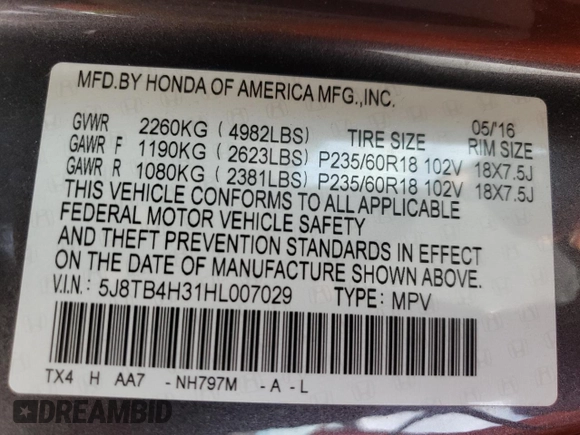 MFD.BY HONDA OF AMERICA MFG.,INC.
05/'16
GVWR 2260KG ( 4982LBS) TIRE SIZE RIM SIZE
GAWR F 1190KG ( 2623LBS) P235/60R18 102V 18X7.5J
GAWR R 1080KG ( 2381LBS) P235/60R18 102V 18X7.5J
THIS VEHICLE CONFORMS TO ALL APPLICABLE
FEDERAL MOTOR VEHICLE SAFETY
AND THEFT PREVENTION STANDARDS IN EFFECT
ON THE DATE OF MANUFACTURE SHOWN ABOVE.
V.I.N.: 5J8TB4H31HL007029 TYPE: MPV
TX4 H AA7 - NH797M - A - L
DREAMBID